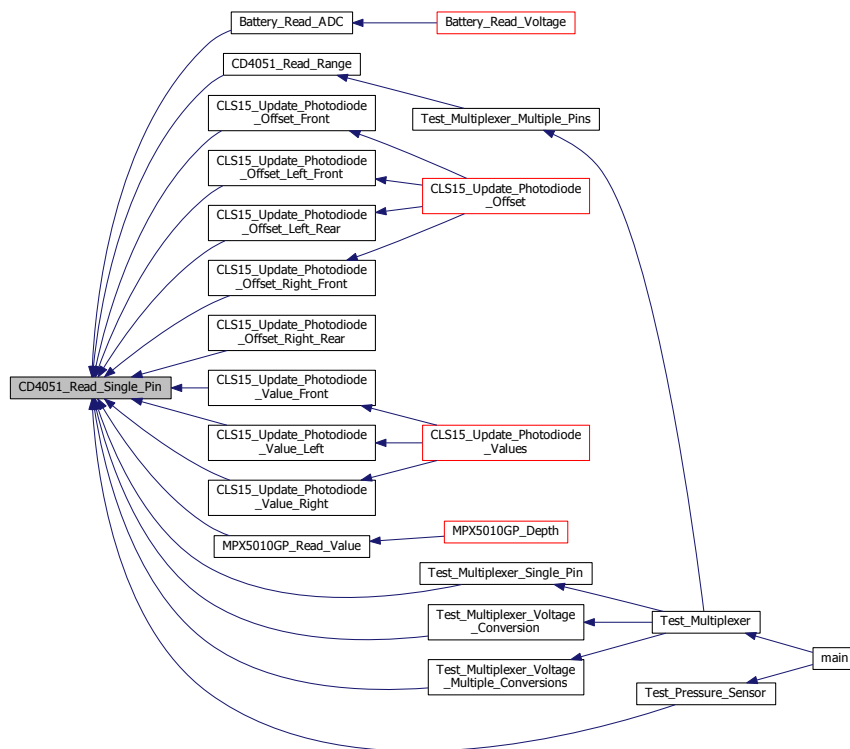 Battery_Read_ADC
Battery_Read_Voltage
CD4051_Read_Range
CLS15_Update_Photodiode
_Offset_Front
Test_Multiplexer_Multiple_Pins
CLS15_Update_Photodiode
_Offset_Left_Front
CLS15_Update_Photodiode
_Offset
CLS15_Update_Photodiode
_Offset_Left_Rear
CLS15_Update_Photodiode
_Offset_Right_Front
CLS15_Update_Photodiode
_Offset_Right_Rear
CD4051_Read_Single_Pin
CLS15_Update_Photodiode
_Value_Front
CLS15_Update_Photodiode
_Value_Left
CLS15_Update_Photodiode
_Values
CLS15_Update_Photodiode
_Value_Right
MPX5010GP_Read_Value
MPX5010GP_Depth
Test_Multiplexer_Single_Pin
Test_Multiplexer_Voltage
_Conversion
Test_Multiplexer
Test_Multiplexer_Voltage
_Multiple_Conversions
main
Test_Pressure_Sensor